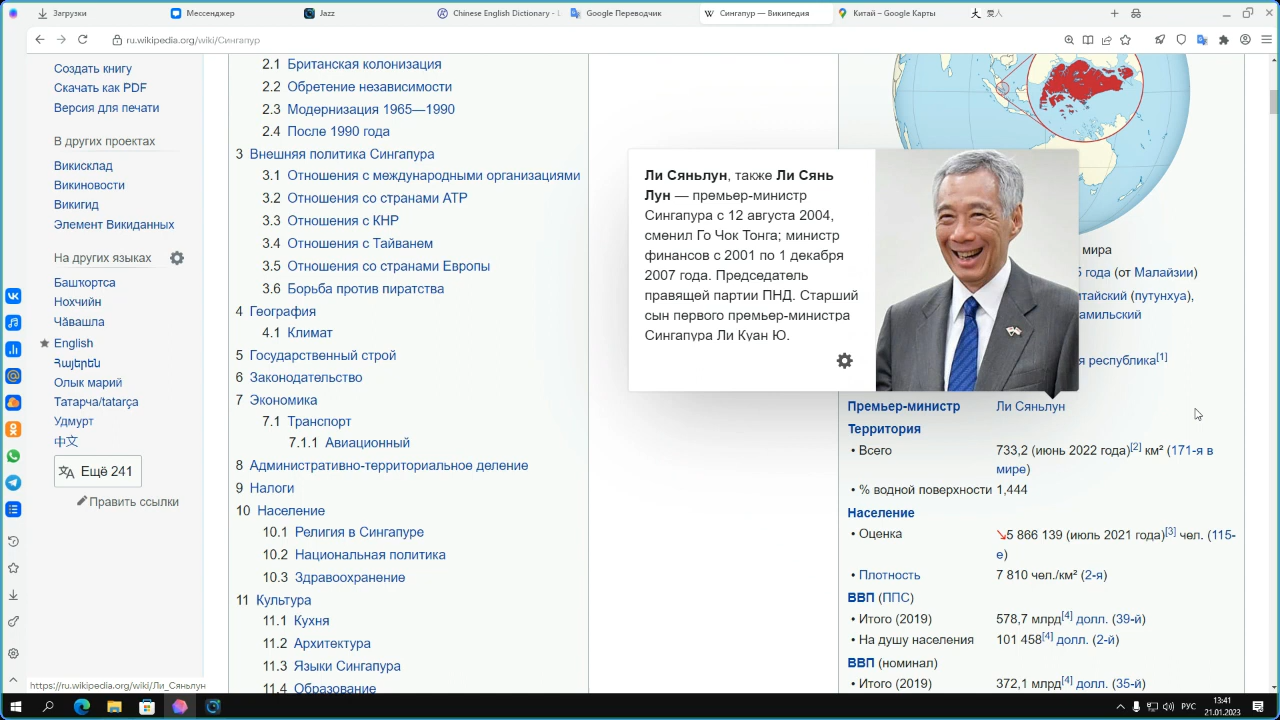 Загрузки
Мессенджер
Jazz
Chinese English Dictionary - L
Google Переводчик
Сингапур — Википедия
Китай – Google Карты
爱人
ru.wikipedia.org/wiki/Сингапур
Создать книгу
Скачать как PDF
Версия для печати
В других проектах
Викисклад
Викиновости
Викигид
Элемент Викиданных
На других языках
Башҡортса
Нохчийн
Чӑвашла
English
Հայերեն
Олык марий
Татарча/tatarça
Удмурт
中文
Ещё 241
Править ссылки
2.1 Британская колонизация
2.2 Обретение независимости
2.3 Модернизация 1965—1990
2.4 После 1990 года
3 Внешняя политика Сингапура
3.1 Отношения с международными организациями
3.2 Отношения со странами АТР
3.3 Отношения с КНР
3.4 Отношения с Тайванем
3.5 Отношения со странами Европы
3.6 Борьба против пиратства
4 География
4.1 Климат
5 Государственный строй
6 Законодательство
7 Экономика
7.1 Транспорт
7.1.1 Авиационный
8 Административно-территориальное деление
9 Налоги
10 Население
10.1 Религия в Сингапуре
10.2 Национальная политика
10.3 Здравоохранение
11 Культура
11.1 Кухня
11.2 Архитектура
11.3 Языки Сингапура
11.4 Образование
Ли Сяньлун, также Ли Сянь
Лун — премьер-министр
Сингапура с 12 августа 2004,
сменил Го Чок Тонга; министр
финансов с 2001 по 1 декабря
2007 года. Председатель
правящей партии ПНД. Старший
сын первого премьер-министра
Сингапура Ли Куан Ю.
мира
5 года (от Малайзии)
итайский (путунхуа),
амильский
я республика[1]
Премьер-министр Ли Сяньлун
Территория
• Всего 733,2 (июнь 2022 года)[2] км² (171-я в
мире)
• % водной поверхности 1,444
Население
• Оценка ↘5 866 139 (июль 2021 года)[3] чел. (115-
е)
• Плотность 7 810 чел./км² (2-я)
ВВП (ППС)
• Итого (2019) 578,7 млрд[4] долл. (39-й)
• На душу населения 101 458[4] долл. (2-й)
ВВП (номинал)
• Итого (2019) 372,1 млрд[4] долл. (35-й)
https://ru.wikipedia.org/wiki/Ли_Сяньлун
РУС
13:41
21.01.2023